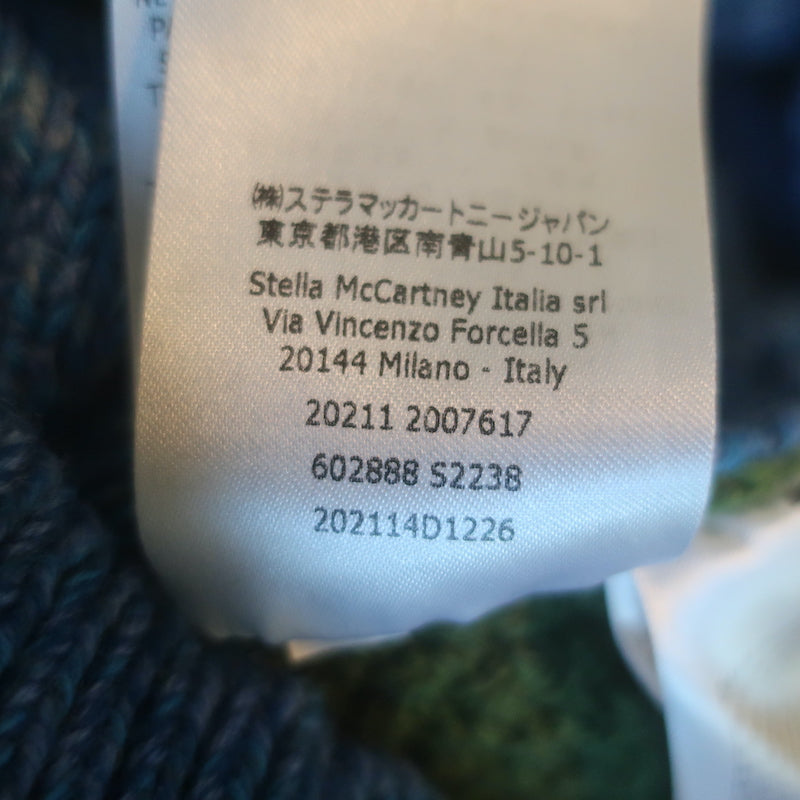 ㈱ステラマッカートニージャパン
東京都港区南青山5-10-1
Stella McCartney Italia srl
Via Vincenzo Forcella 5
20144 Milano - Italy
20211 2007617
602888 S2238
202114D1226